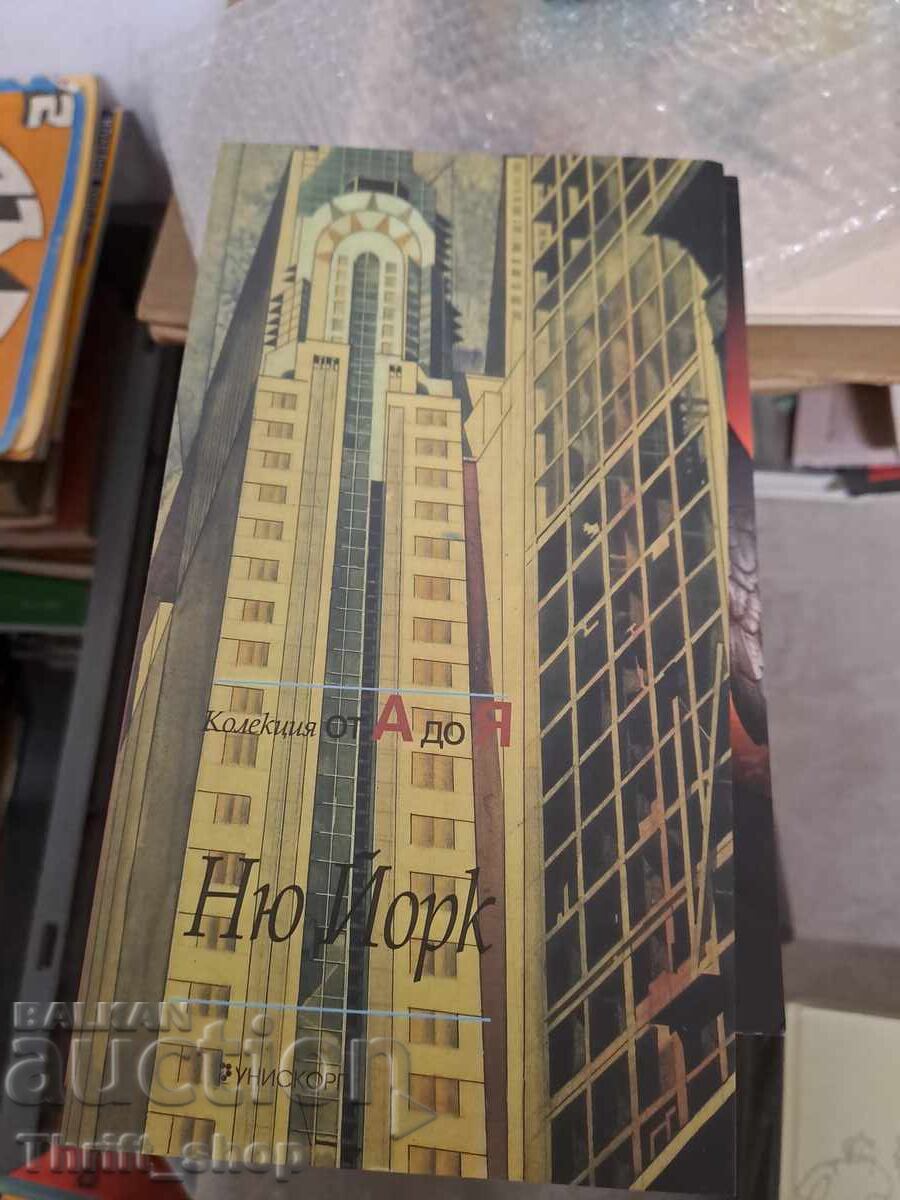 Колекция от А до Я
Ню Йорк
УНИСКОРП
BALKAN
auction
Thrift_shop